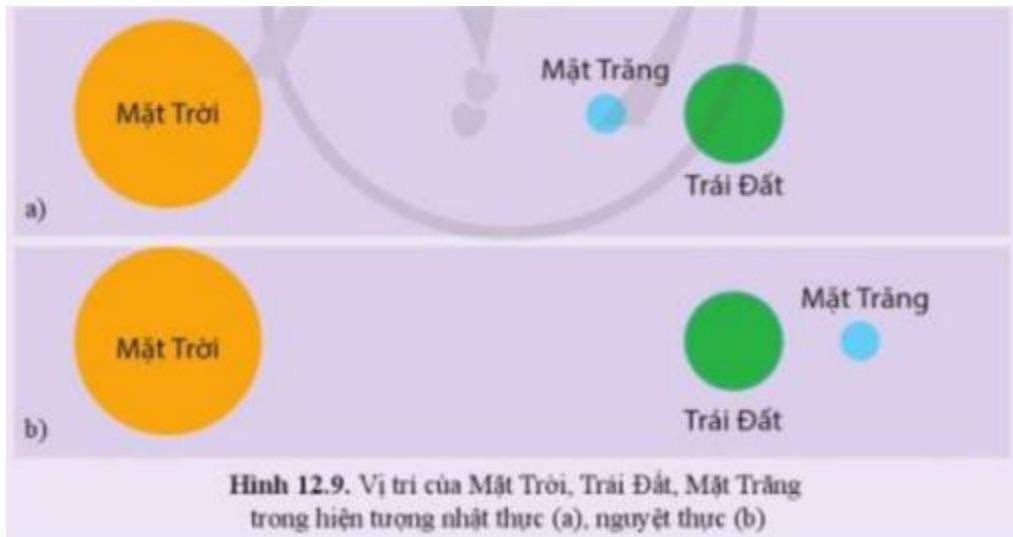 Mặt Trời
Mặt Trăng
Trái Đất
a)
Mặt Trời
Mặt Trăng
Trái Đất
b)
Hình 12.9. Vị trí của Mặt Trời, Trái Đất, Mặt Trăng
trong hiện tượng nhật thực (a), nguyệt thực (b)